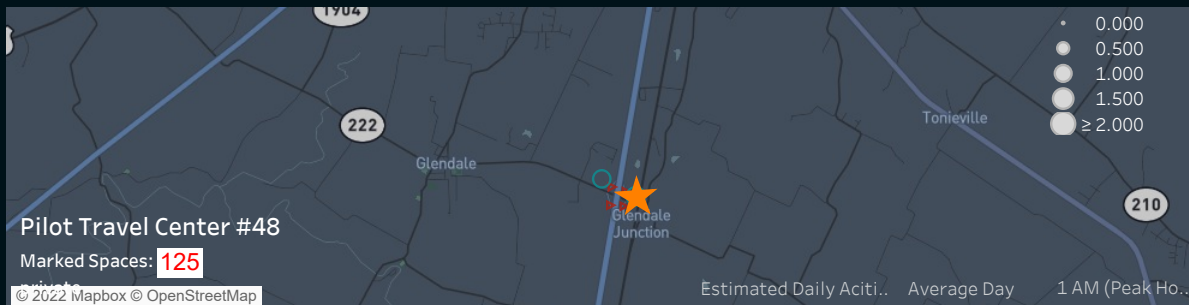 1904
0.000
0.500
1.000
1.500
≥ 2.000
222
Tonieville
Glendale
210
Glendale
Junction
Pilot Travel Center #48
Marked Spaces: 125
private
© 2022 Mapbox © OpenStreetMap
Estimated Daily Aciti.. Average Day 1 AM (Peak Ho..